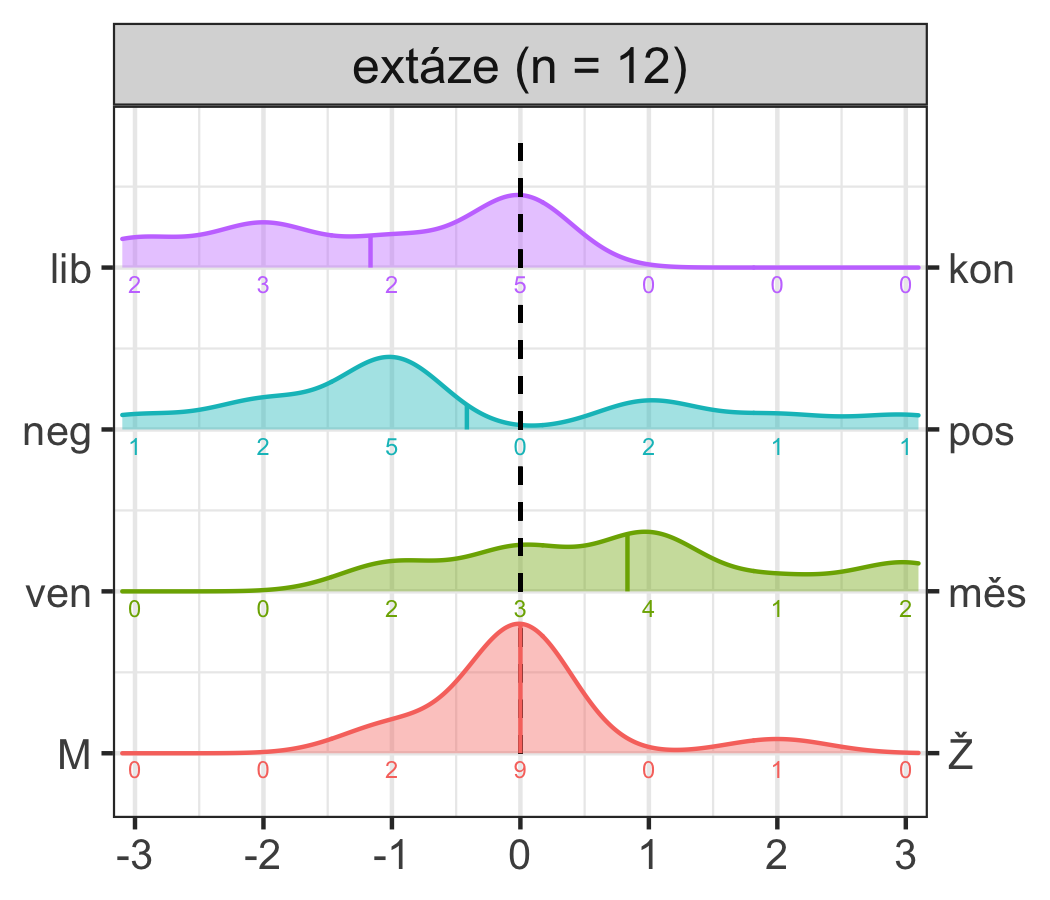 extáze (n = 12)
lib kon
2 3 2 5 0 0 0
neg pos
1 2 5 0 2 1 1
ven měs
0 0 2 3 4 1 2
M Ž
0 0 2 9 0 1 0
-3 -2 -1 0 1 2 3